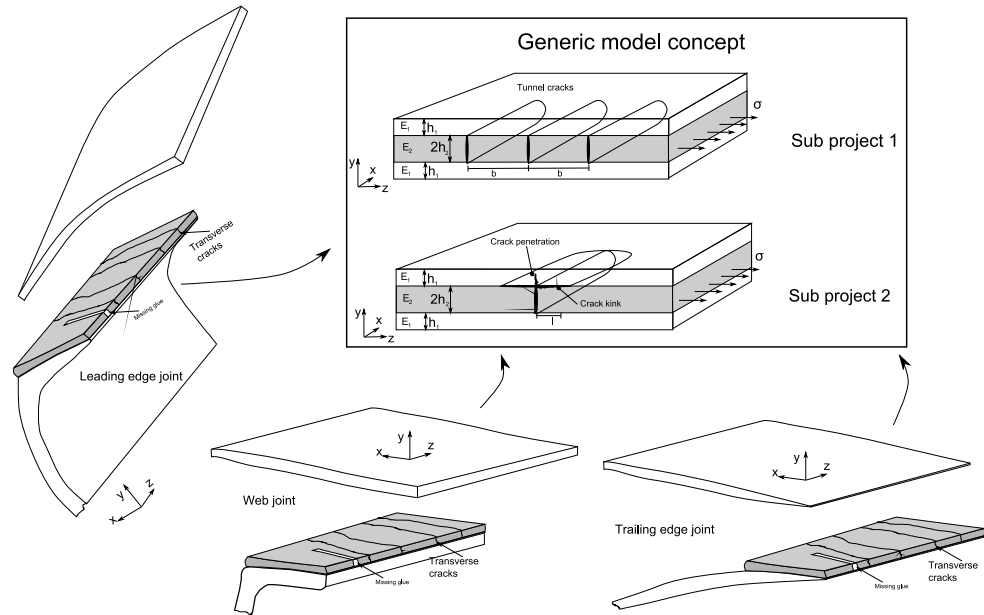 Generic model concept
Tunnel cracks
σ
E₁
h₁
E₂
2h₂
E₁
h₁
b
b
y
x
z
Sub project 1
Crack penetration
σ
E₁
h₁
E₂
2h₂
Crack kink
E₁
h₁
l
y
x
z
Sub project 2
Transverse
cracks
Missing glue
Leading edge joint
y
z
x
y
x
z
Web joint
Missing glue
Transverse
cracks
y
x
z
Trailing edge joint
Missing glue
Transverse
cracks